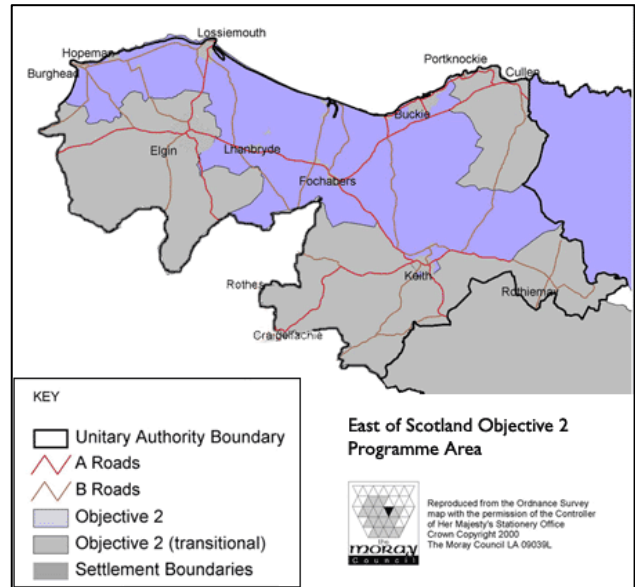 Lossiemouth
Hopeman
Burghead
Portknockie
Cullen
Buckie
Elgin
Lhanbryde
Fochabers
Keith
Rothes
Rothiemay
Craigellachie
KEY
Unitary Authority Boundary
A Roads
B Roads
Objective 2
Objective 2 (transitional)
Settlement Boundaries
East of Scotland Objective 2
Programme Area
the
moray
Council
Reproduced from the Ordnance Survey
map with the permission of the Controller
of Her Majesty's Stationery Office
Crown Copyright 2000
The Moray Council LA 09039L